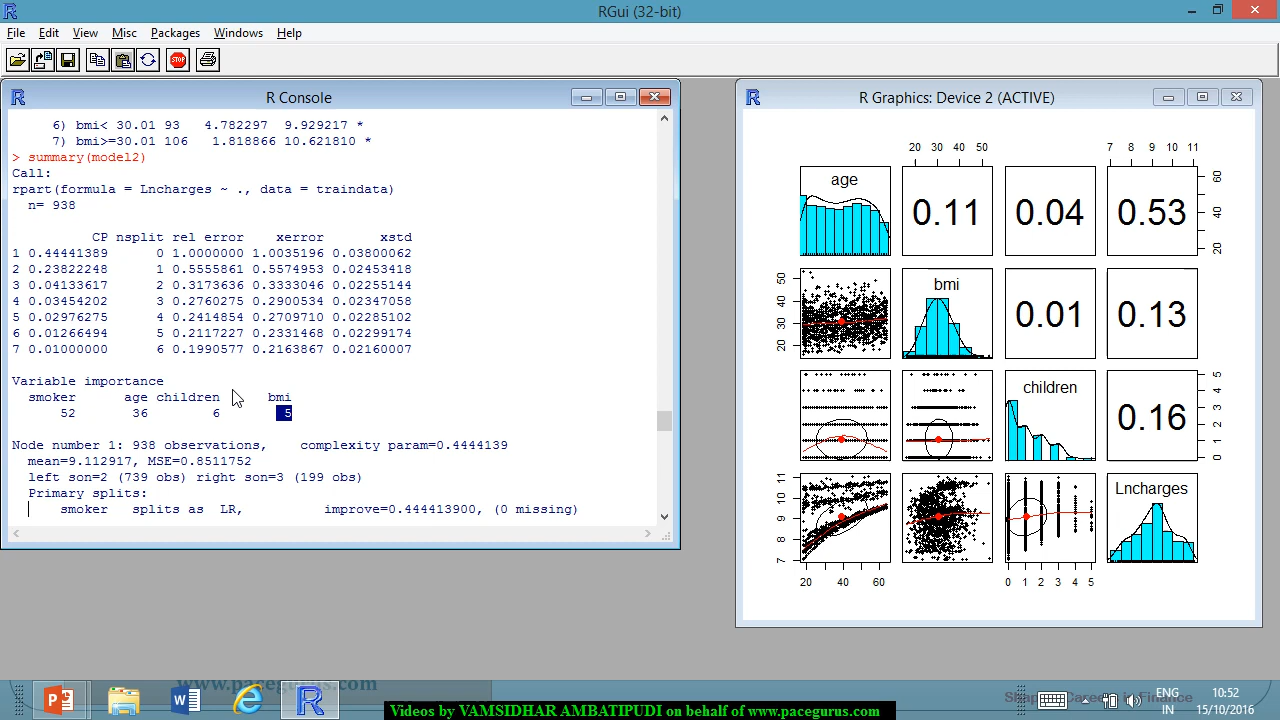 RGui (32-bit)
File Edit View Misc Packages Windows Help
STOP
R Console
6) bmi< 30.01 93 4.782297 9.929217 *
7) bmi>=30.01 106 1.818866 10.621810 *
> summary(model2)
Call:
rpart(formula = Lncharges ~ ., data = traindata)
n= 938
CP nsplit rel error xerror xstd
1 0.44441389 0 1.0000000 1.0035196 0.03800062
2 0.23822248 1 0.5555861 0.5574953 0.02453418
3 0.04133617 2 0.3173636 0.3333046 0.02255144
4 0.03454202 3 0.2760275 0.2900534 0.02347058
5 0.02976275 4 0.2414855 0.2709710 0.02285102
6 0.01266494 5 0.2117227 0.2331468 0.02299174
7 0.01000000 6 0.1990577 0.2163867 0.02160007
Variable importance
smoker age children bmi
52 36 6 5
Node number 1: 938 observations, complexity param=0.4444139
mean=9.112917, MSE=0.8511752
left son=2 (739 obs) right son=3 (199 obs)
Primary splits:
smoker splits as LR, improve=0.444413900, (0 missing)
R Graphics: Device 2 (ACTIVE)
20 30 40 50
7 8 9 10 11
age
0.11
0.04
0.53
20 40 60
20 30 40 50
bmi
0.01
0.13
children
0.16
0 1 2 3 4 5
7 8 9 10 11
Lncharges
20 40 60
0 1 2 3 4 5
www.pacegurus.com
Videos by VAMSIDHAR AMBATIPUDI on behalf of www.pacegurus.com
ENG
IN
10:52
15/10/2016